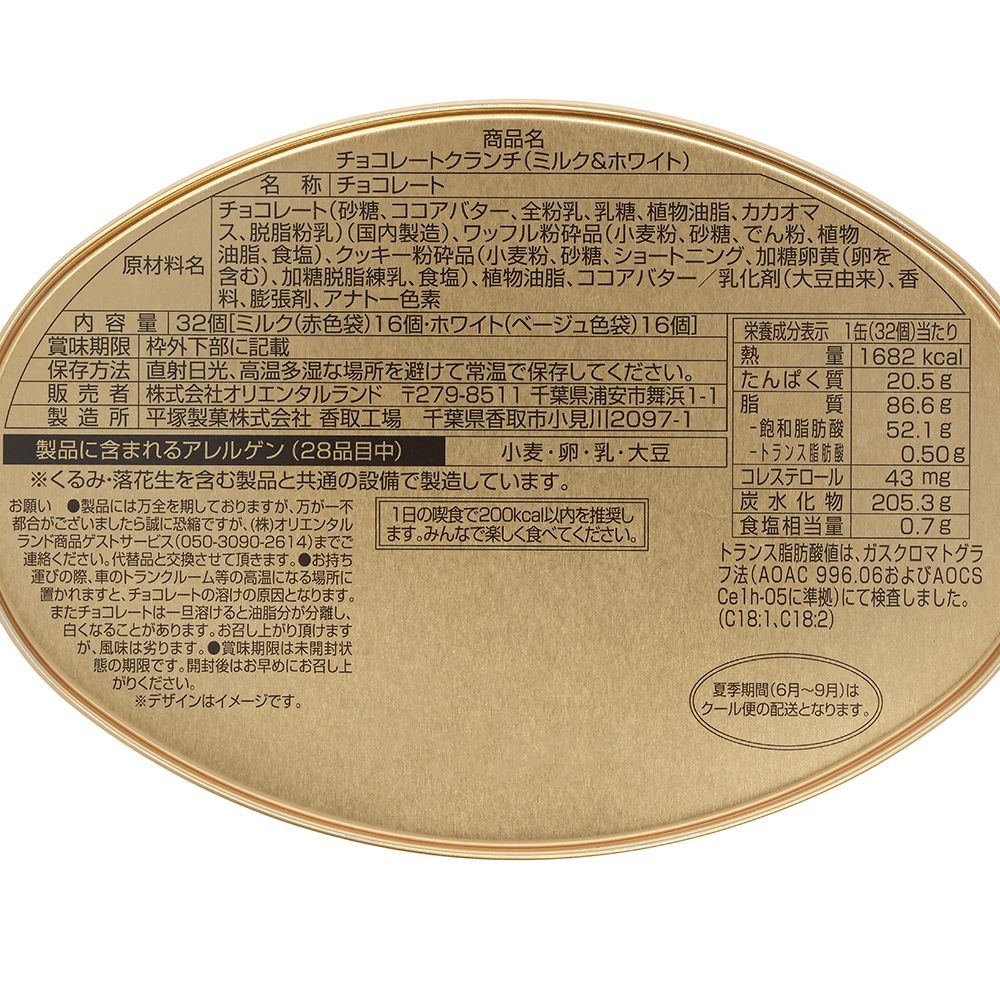 商品名
チョコレートクランチ(ミルク&ホワイト)
名 称 チョコレート
原材料名
チョコレート(砂糖、ココアバター、全粉乳、乳糖、植物油脂、カカオマ
ス、脱脂粉乳)(国内製造)、ワッフル粉砕品(小麦粉、砂糖、でん粉、植物
油脂、食塩)、クッキー粉砕品(小麦粉、砂糖、ショートニング、加糖卵黄(卵を
含む)、加糖脱脂練乳、食塩)、植物油脂、ココアバター/乳化剤(大豆由来)、香
料、膨張剤、アナトー色素
内 容 量 32個[ミルク(赤色袋)16個・ホワイト(ベージュ色袋)16個]
賞味期限 枠外下部に記載
保存方法 直射日光、高温多湿な場所を避けて常温で保存してください。
販 売 者 株式会社オリエンタルランド 〒279-8511 千葉県浦安市舞浜1-1
製 造 所 平塚製菓株式会社 香取工場 千葉県香取市小見川2097-1
製品に含まれるアレルゲン(28品目中) 小麦・卵・乳・大豆
※くるみ・落花生を含む製品と共通の設備で製造しています。
お願い ●製品には万全を期しておりますが、万が一不
都合がございましたら誠に恐縮ですが、(株)オリエンタル
ランド商品ゲストサービス(050-3090-2614)までご
連絡ください。代替品と交換させて頂きます。●お持ち
運びの際、車のトランクルーム等の高温になる場所に
置かれますと、チョコレートの溶けの原因となります。
またチョコレートは一旦溶けると油脂分が分離し、
白くなることがあります。お召し上がり頂けます
が、風味は劣ります。●賞味期限は未開封状
態の期限です。開封後はお早めにお召し上
がりください。
※デザインはイメージです。
1日の喫食で200kcal以内を推奨し
ます。みんなで楽しく食べてください。
栄養成分表示 1缶(32個)当たり
熱 量 1682 kcal
たんぱく質 20.5g
脂 質 86.6g
-飽和脂肪酸 52.1g
-トランス脂肪酸 0.50g
コレステロール 43 mg
炭水化物 205.3g
食塩相当量 0.7g
トランス脂肪酸値は、ガスクロマトグラ
フ法(AOAC 996.06およびAOCS
Ce1h-05に準拠)にて検査しました。
(C18:1、C18:2)
夏季期間(6月〜9月)は
クール便の配送となります。